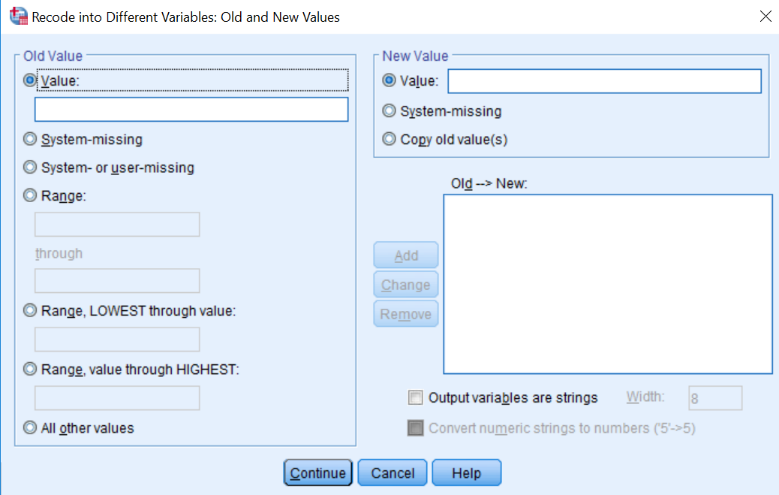 Recode into Different Variables: Old and New Values
Old Value
Value:
System-missing
System- or user-missing
Range:
through
Range, LOWEST through value:
Range, value through HIGHEST:
All other values
New Value
Value:
System-missing
Copy old value(s)
Old --> New:
Add
Change
Remove
Output variables are strings
Width:
8
Convert numeric strings to numbers ('5'->5)
Continue
Cancel
Help